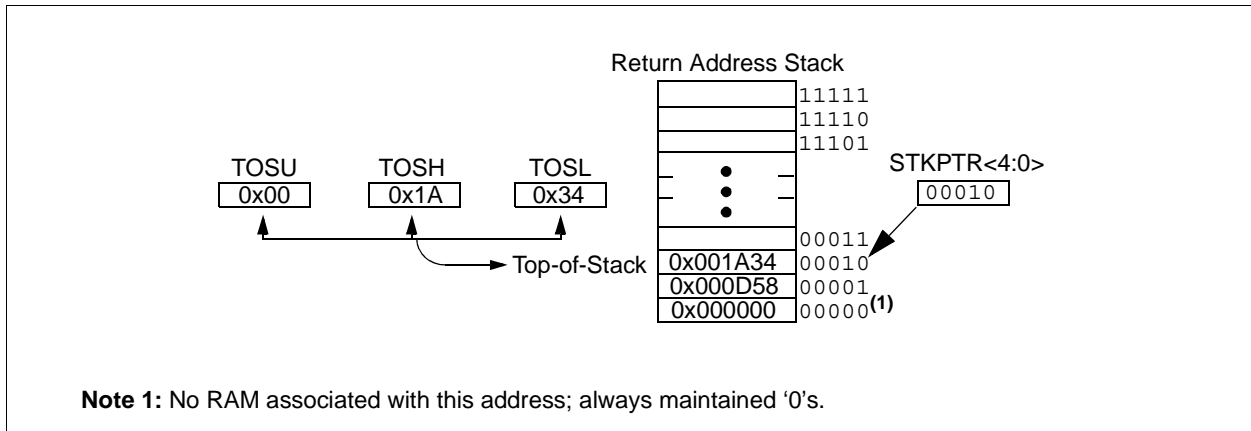 Return Address Stack
11111
11110
11101
TOSU TOSH TOSL
0x00 0x1A 0x34
STKPTR<4:0>
00010
00011
Top-of-Stack 0x001A34 00010
0x000D58 00001
0x000000 00000(1)
Note 1: No RAM associated with this address; always maintained ‘0’s.